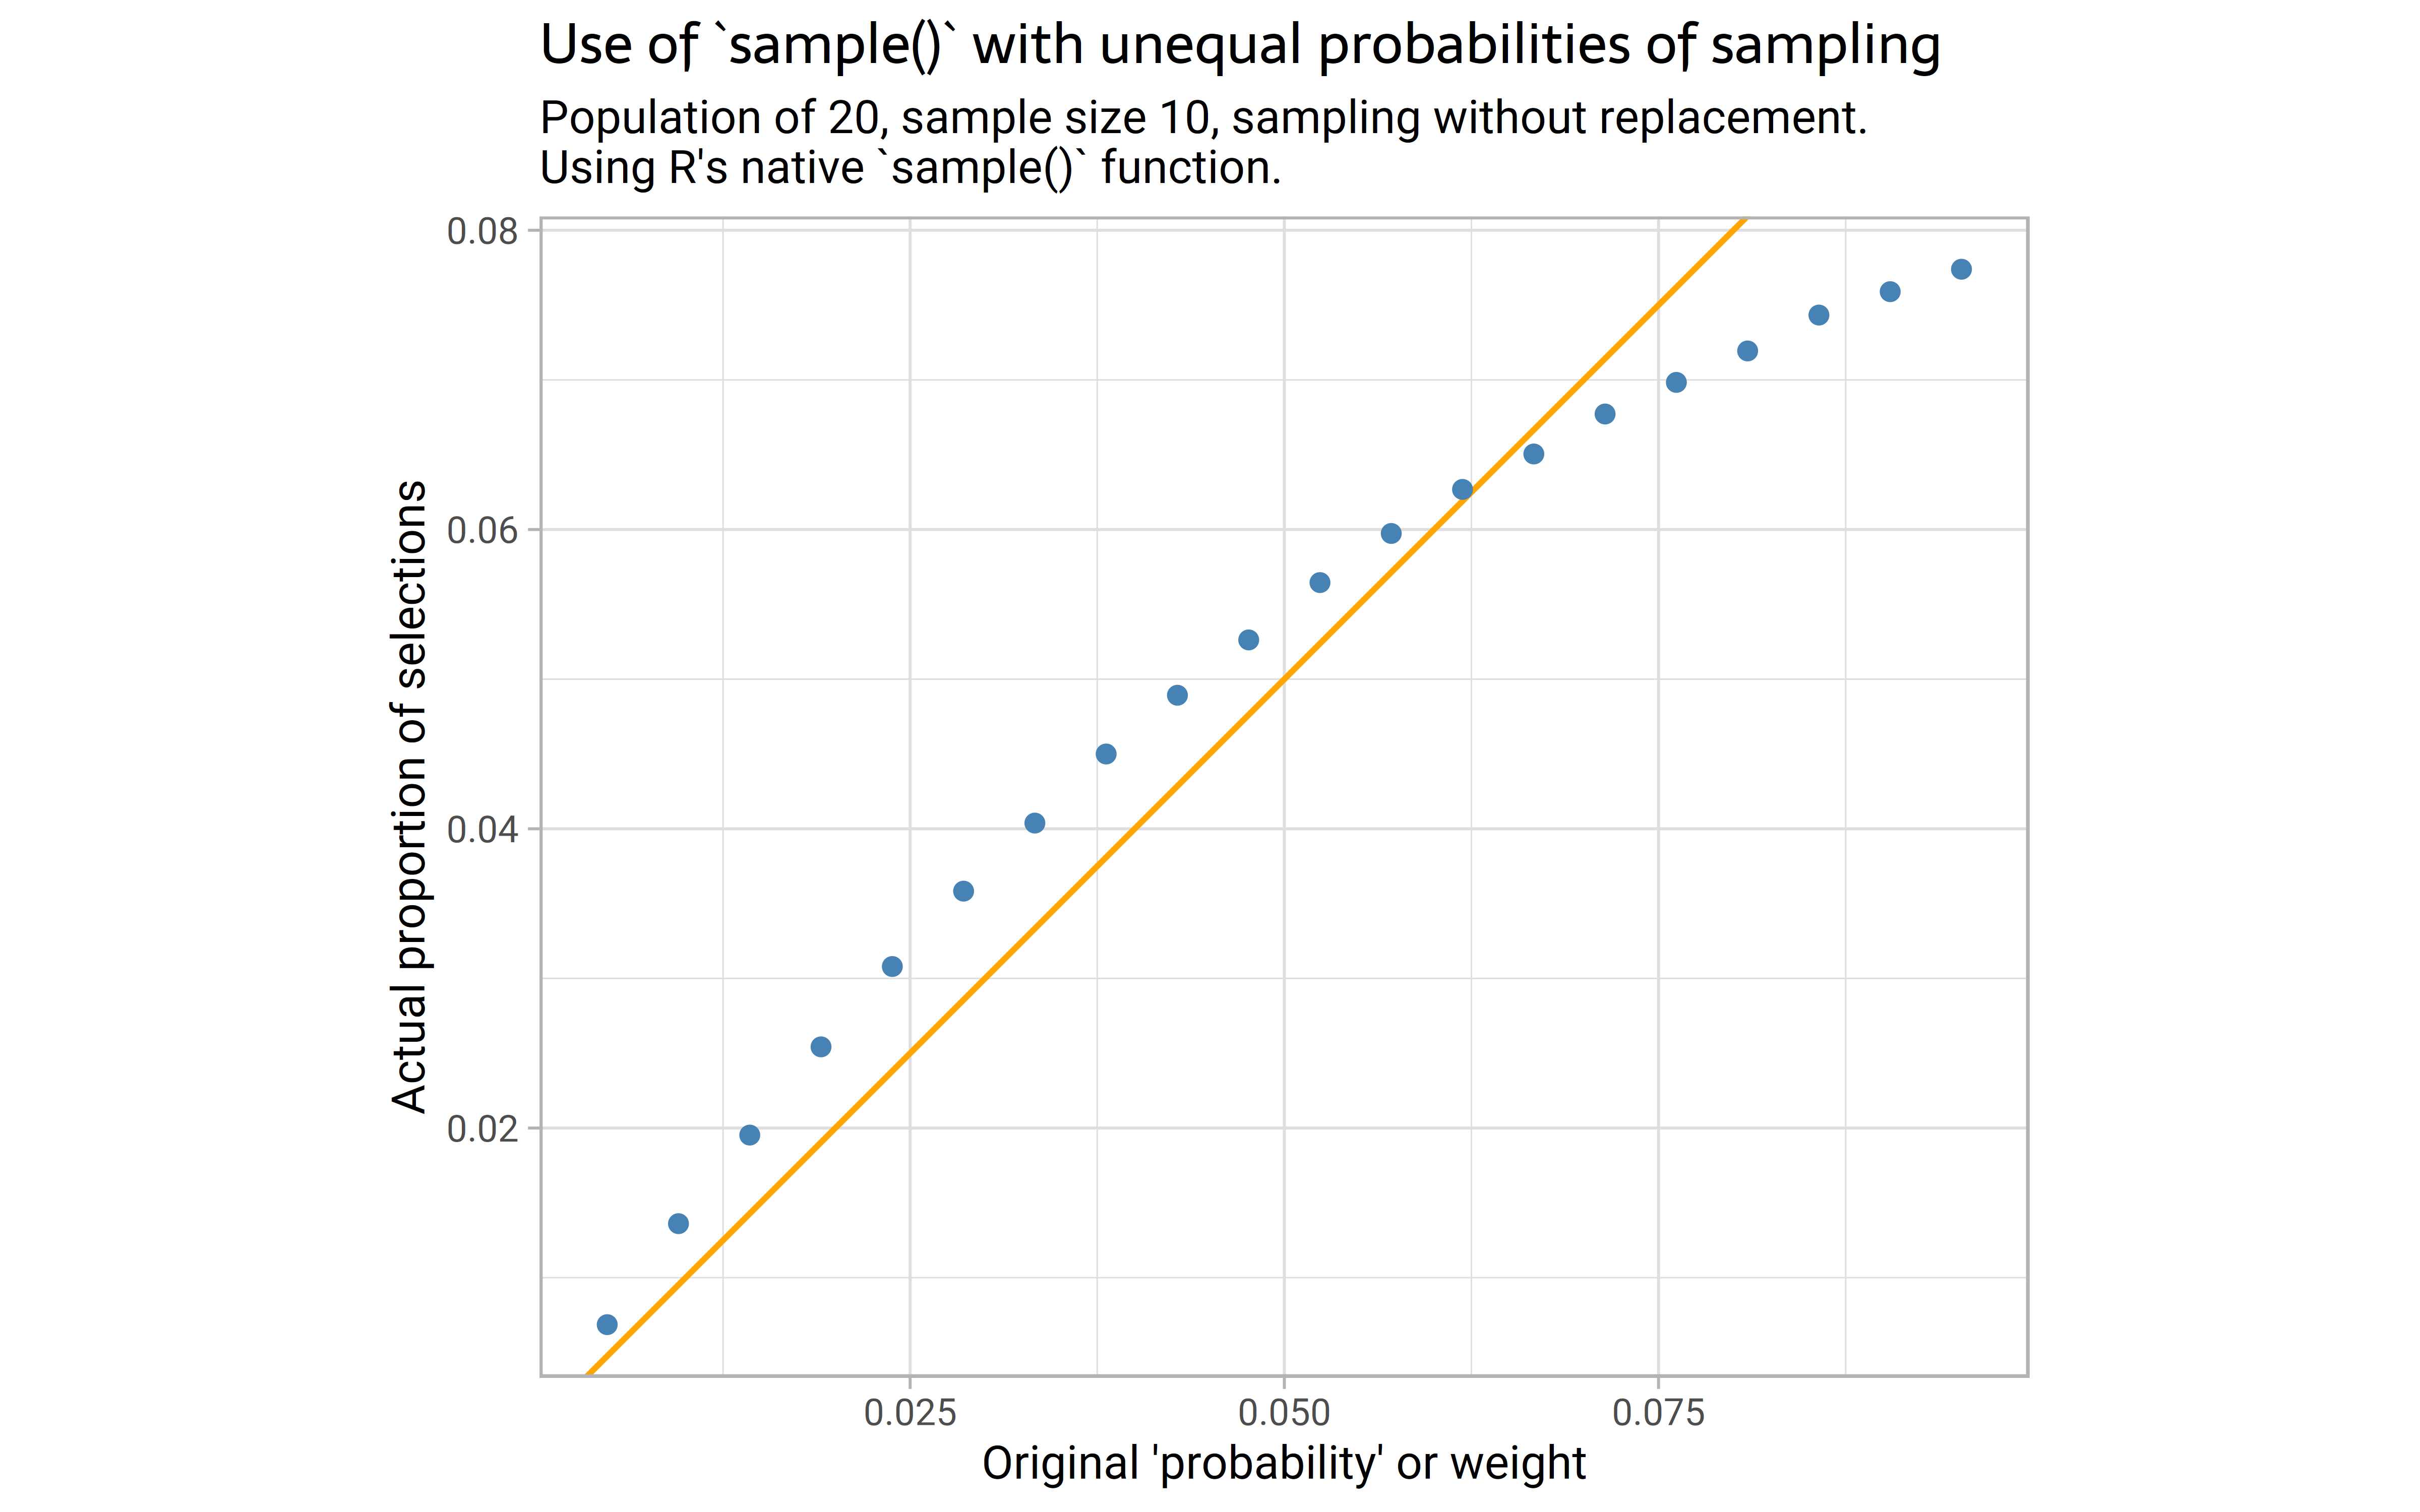 Use of `sample()` with unequal probabilities of sampling
Population of 20, sample size 10, sampling without replacement.
Using R's native `sample()` function.
0.08
0.06
0.04
0.02
Actual proportion of selections
0.025
0.050
0.075
Original 'probability' or weight